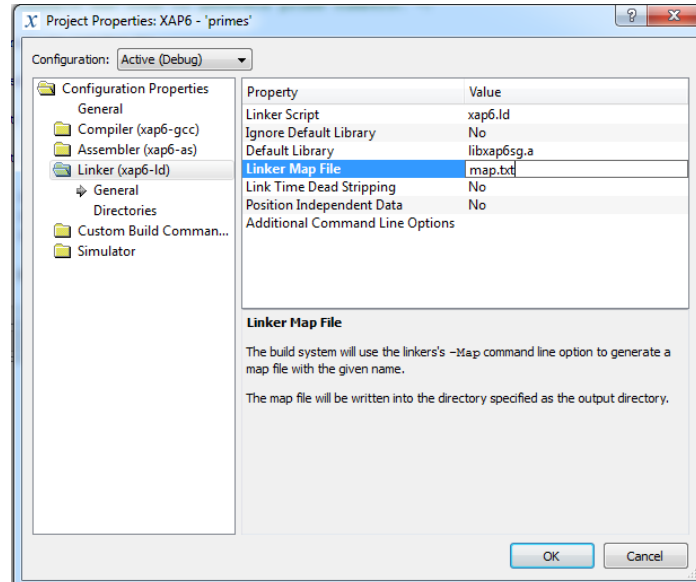 X Project Properties: XAP6 - 'primes'
? X
Configuration: Active (Debug)
Configuration Properties
General
Compiler (xap6-gcc)
Assembler (xap6-as)
Linker (xap6-ld)
General
Directories
Custom Build Comman...
Simulator
Property Value
Linker Script xap6.ld
Ignore Default Library No
Default Library libxap6sg.a
Linker Map File map.txt
Link Time Dead Stripping No
Position Independent Data No
Additional Command Line Options
Linker Map File
The build system will use the linkers's -Map command line option to generate a
map file with the given name.
The map file will be written into the directory specified as the output directory.
OK Cancel